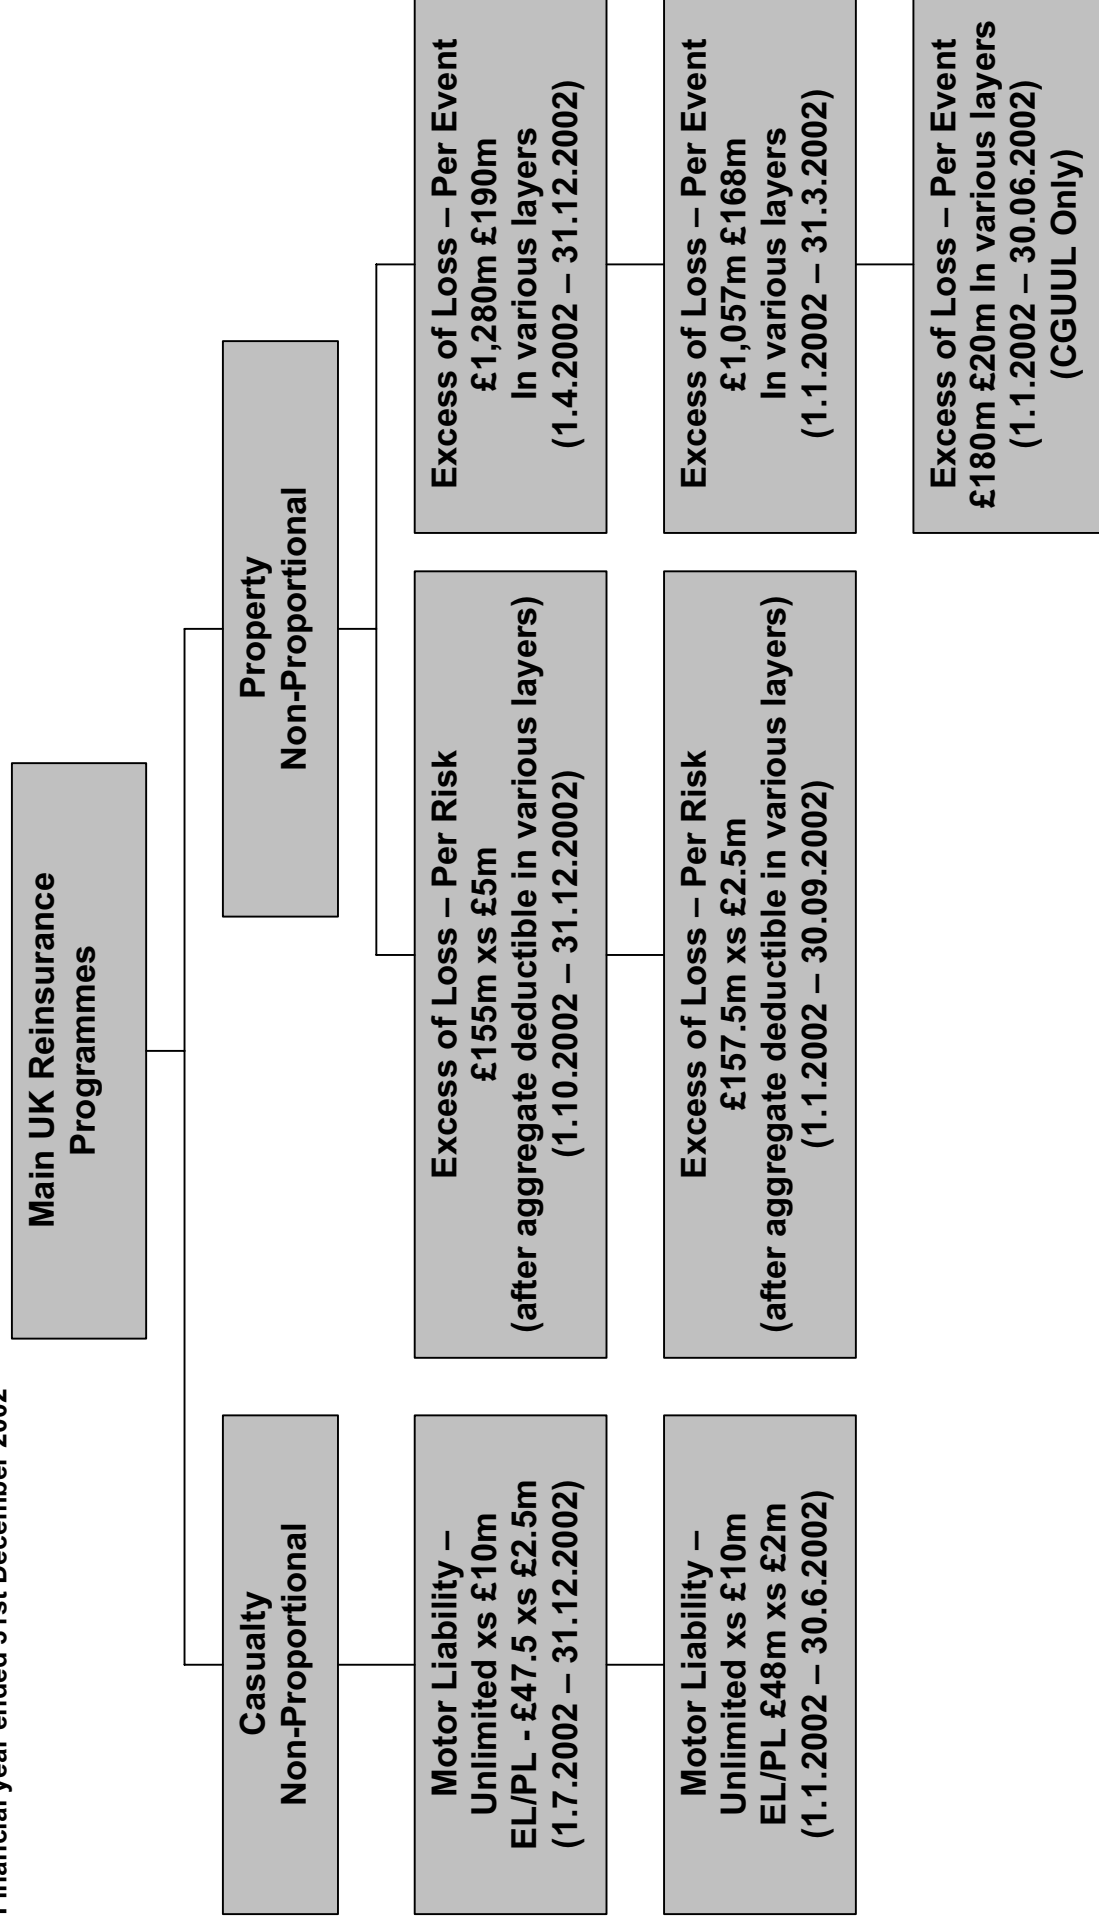 Financial year ended 31st December 2002
Main UK Reinsurance
Programmes
Casualty
Non-Proportional
Property
Non-Proportional
Motor Liability –
Unlimited xs £10m
EL/PL - £47.5 xs £2.5m
(1.7.2002 – 31.12.2002)
Excess of Loss – Per Risk
£155m xs £5m
(after aggregate deductible in various layers)
(1.10.2002 – 31.12.2002)
Excess of Loss – Per Event
£1,280m £190m
In various layers
(1.4.2002 – 31.12.2002)
Motor Liability –
Unlimited xs £10m
EL/PL £48m xs £2m
(1.1.2002 – 30.6.2002)
Excess of Loss – Per Risk
£157.5m xs £2.5m
(after aggregate deductible in various layers)
(1.1.2002 – 30.09.2002)
Excess of Loss – Per Event
£1,057m £168m
In various layers
(1.1.2002 – 31.3.2002)
Excess of Loss – Per Event
£180m £20m In various layers
(1.1.2002 – 30.06.2002)
(CGUUL Only)